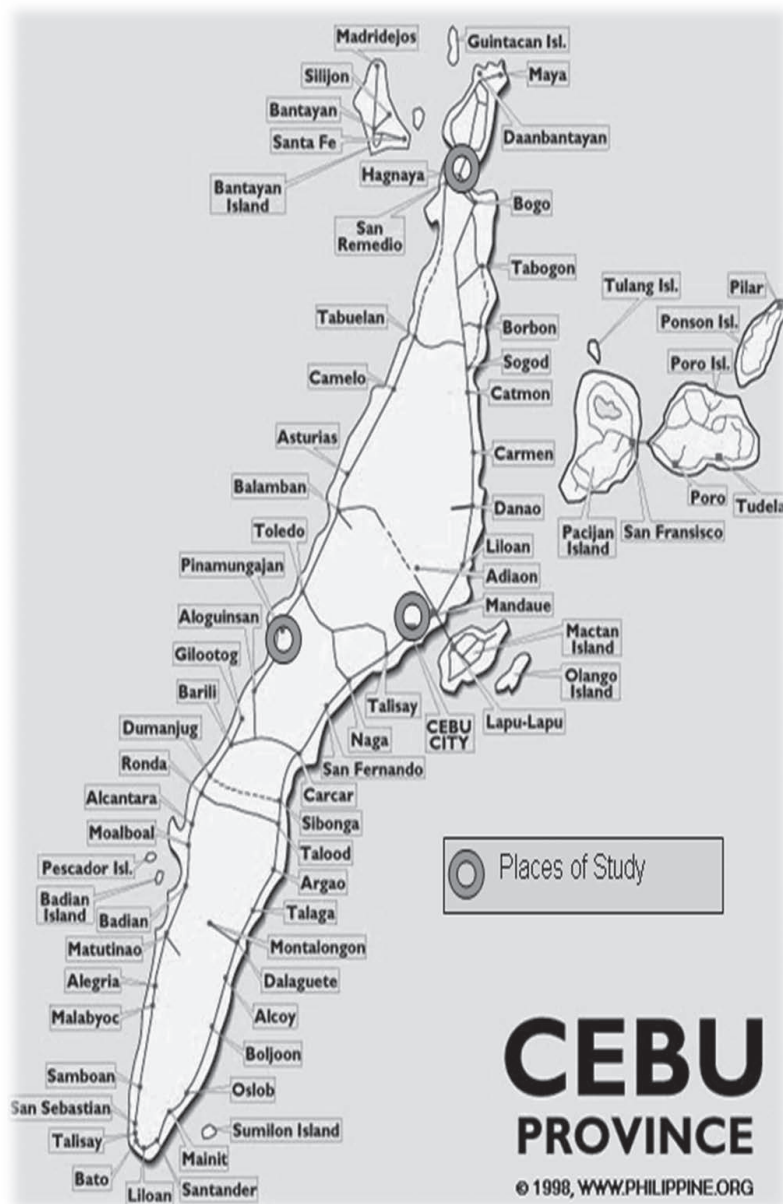 Madridejos
Guintacan Isl.
Silijon
Maya
Bantayan
Santa Fe
Daanbantayan
Hagnaya
Bantayan
Island
Bogo
San
Remedio
Tabogon
Tulang Isl.
Pilar
Tabuelan
Borbon
Ponson Isl.
Sogod
Poro Isl.
Camelo
Catmon
Asturias
Carmen
Balamban
Poro
Tudela
Danao
Pacijan
Island
San Fransisco
Toledo
Liloan
Pinamungajan
Adiaon
Mandaue
Aloguinsan
Mactan
Island
Gilootog
Olango
Island
Barili
Talisay
CEBU
CITY
Lapu-Lapu
Dumanjug
Naga
Ronda
San Fernando
Carcar
Alcantara
Sibonga
Moalboal
Talood
Places of Study
Pescador Isl.
Argao
Badian
Island
Badian
Talaga
Matutinao
Montalongon
Alegria
Dalaguete
Malabyoc
Alcoy
Boljoon
CEBU
PROVINCE
Samboan
Oslob
San Sebastian
Sumilon Island
Talisay
Mainit
Bato
Liloan
Santander
© 1998, WWW.PHILIPPINE.ORG